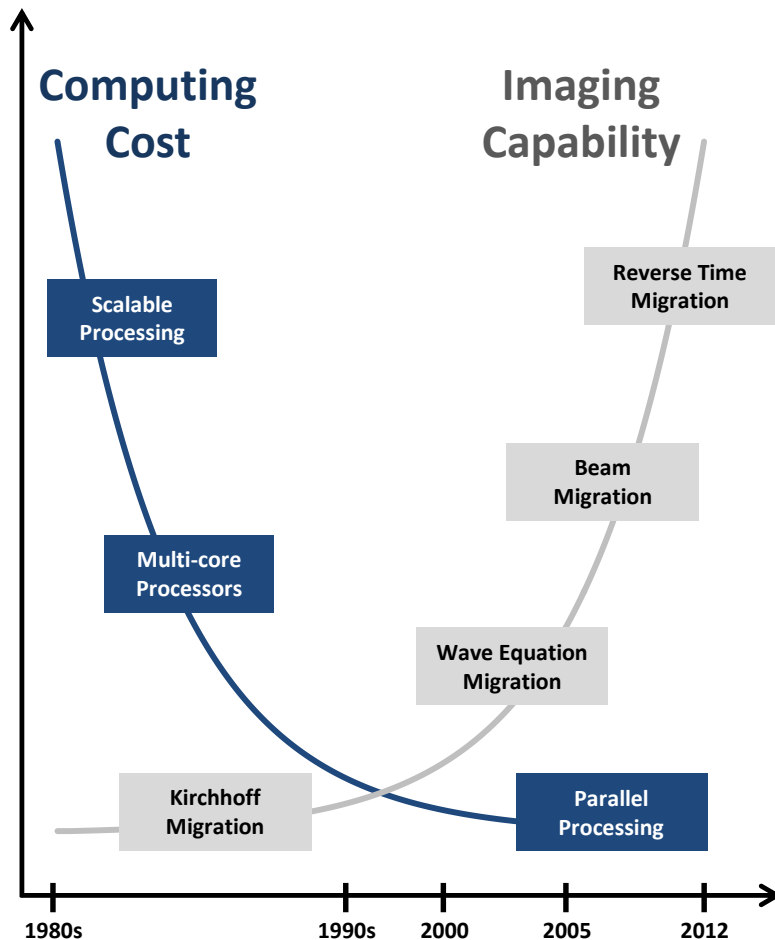 Computing
Cost
Imaging
Capability
Scalable
Processing
Reverse Time
Migration
Beam
Migration
Multi-core
Processors
Wave Equation
Migration
Kirchhoff
Migration
Parallel
Processing
1980s
1990s
2000
2005
2012